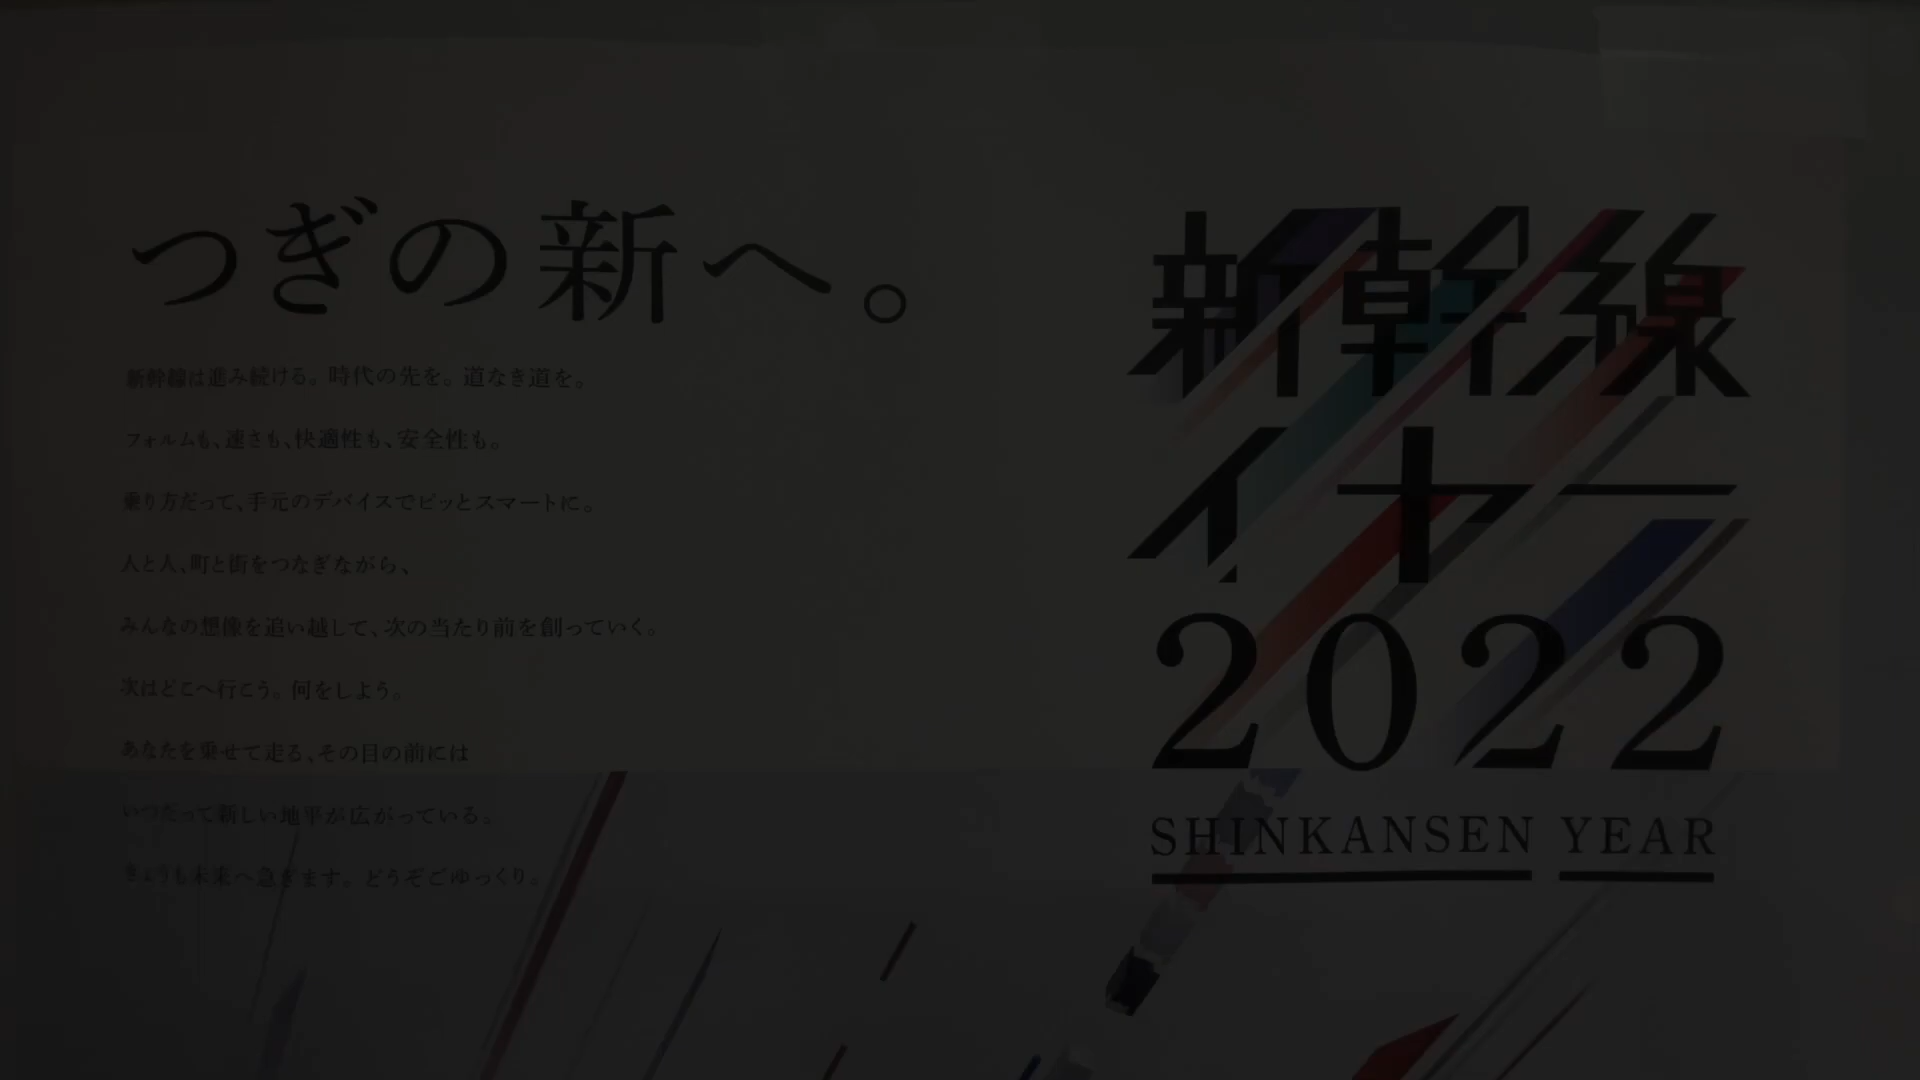 つぎの新へ。
新幹線は進み続ける。時代の先を。道なき道を。
フォルムも、速さも、快適性も、安全性も。
乗り方だって、手元のデバイスでピッとスマートに。
人と人、町と街をつなぎながら、
みんなの想像を追い越して、次の当たり前を創っていく。
次はどこへ行こう。何をしよう。
あなたを乗せて走る、その目の前には
いつだって新しい地平が広がっている。
きょうも未来へ急ぎます。どうぞごゆっくり。
新幹線
イヤー
2022
SHINKANSEN YEAR